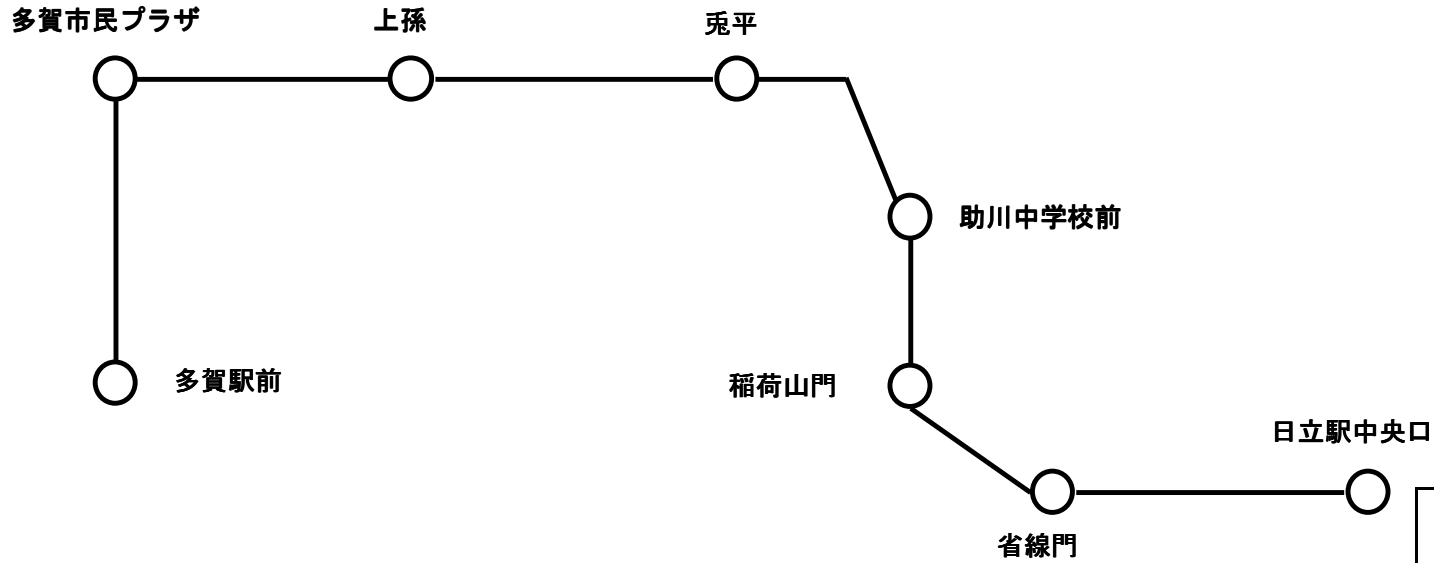 多賀市民プラザ
上孫
兎平
助川中学校前
多賀駅前
稲荷山門
日立駅中央口
省線門